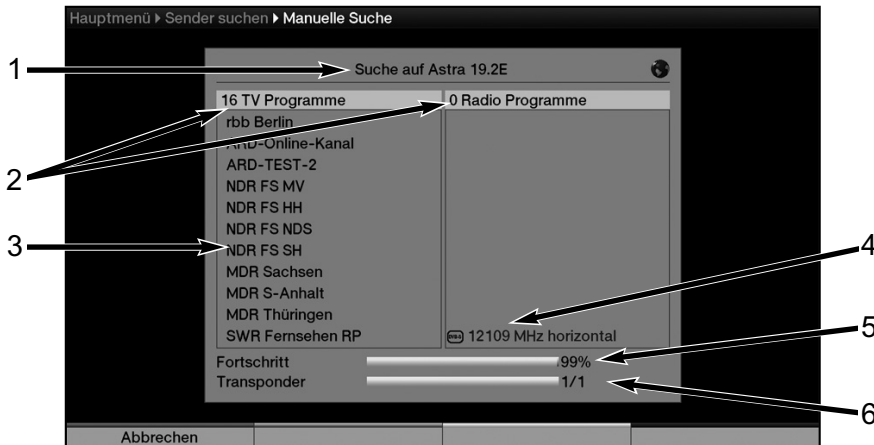 Hauptmenü ▸ Sender suchen ▸ Manuelle Suche
1
Suche auf Astra 19.2E
16 TV Programme
0 Radio Programme
rbb Berlin
ARD-Online-Kanal
ARD-TEST-2
2
NDR FS MV
NDR FS HH
NDR FS NDS
3
NDR FS SH
4
MDR Sachsen
MDR S-Anhalt
MDR Thüringen
SWR Fernsehen RP
12109 MHz horizontal
5
Fortschritt 99%
Transponder 1/1
6
Abbrechen